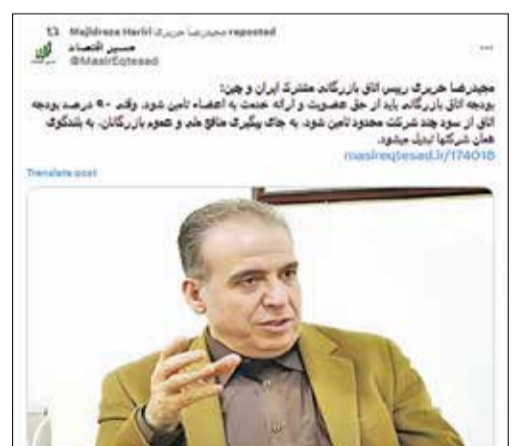 Majidreza Hariri مجیدرضا حریری reposted
مسیر اقتصاد
@MasirEqtesad
مجیدرضا حریری رییس اتاق بازرگانی مشترک ایران و چین:
بودجه اتاق بازرگانی باید از حق عضویت و ارائه خدمت به اعضاء تامین شود. وقتی ۹۰ درصد بودجه
اتاق از سود چند شرکت محدود تامین شود، به جای پیگیری منافع ملی و عموم بازرگانان، به بلندگوی
همان شرکتها تبدیل میشود.
masireqtesad.ir/174018
Translate post